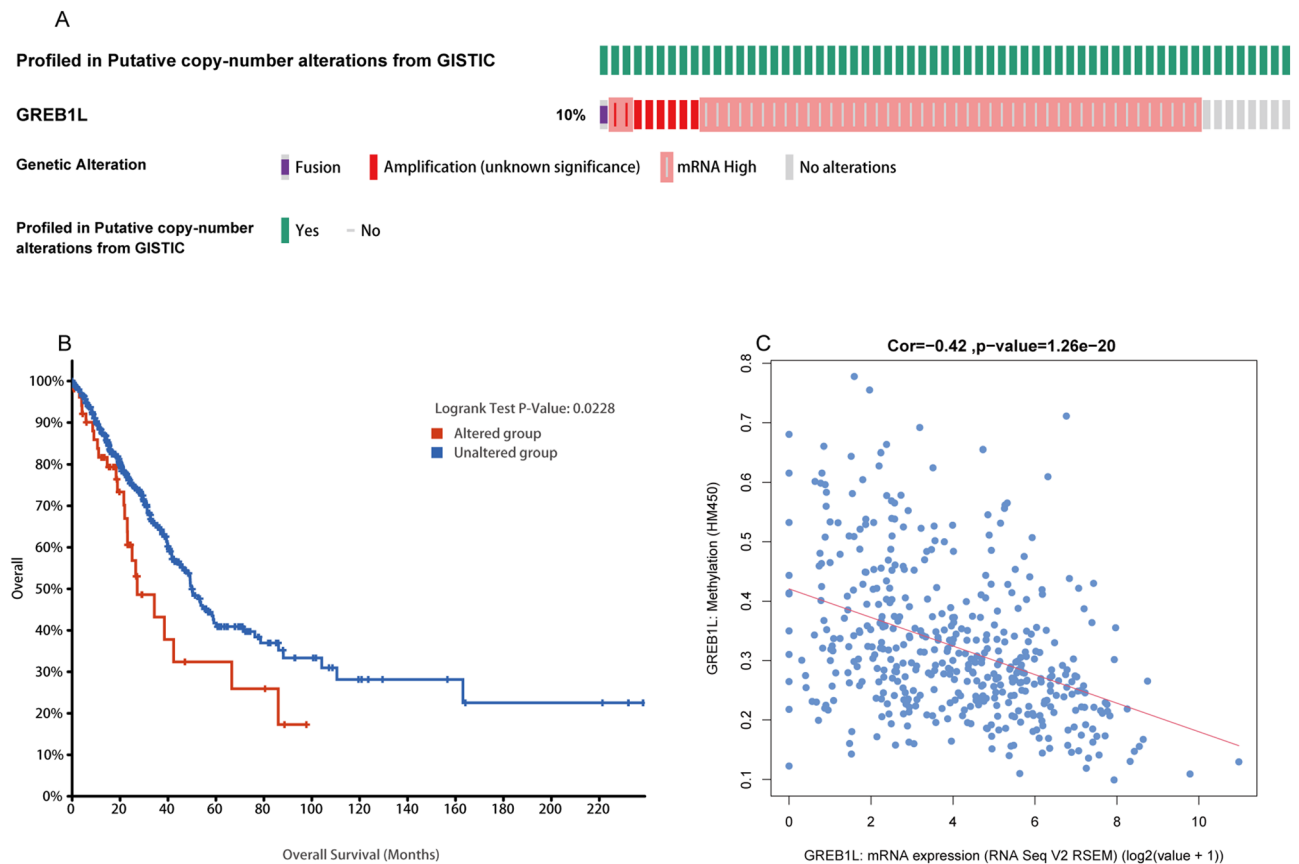 A
Profiled in Putative copy-number alterations from GISTIC
GREB1L 10%
Genetic Alteration Fusion Amplification (unknown significance) mRNA High No alterations
Profiled in Putative copy-number
alterations from GISTIC Yes No
B
100%
90%
80%
70%
60%
50%
40%
30%
20%
10%
0%
Overall
Logrank Test P-Value: 0.0228
Altered group
Unaltered group
0 20 40 60 80 100 120 140 160 180 200 220
Overall Survival (Months)
C
Cor=−0.42 ,p−value=1.26e−20
0.8
0.7
0.6
0.5
0.4
0.3
0.2
0.1
GREB1L: Methylation (HM450)
0 2 4 6 8 10
GREB1L: mRNA expression (RNA Seq V2 RSEM) (log2(value + 1))